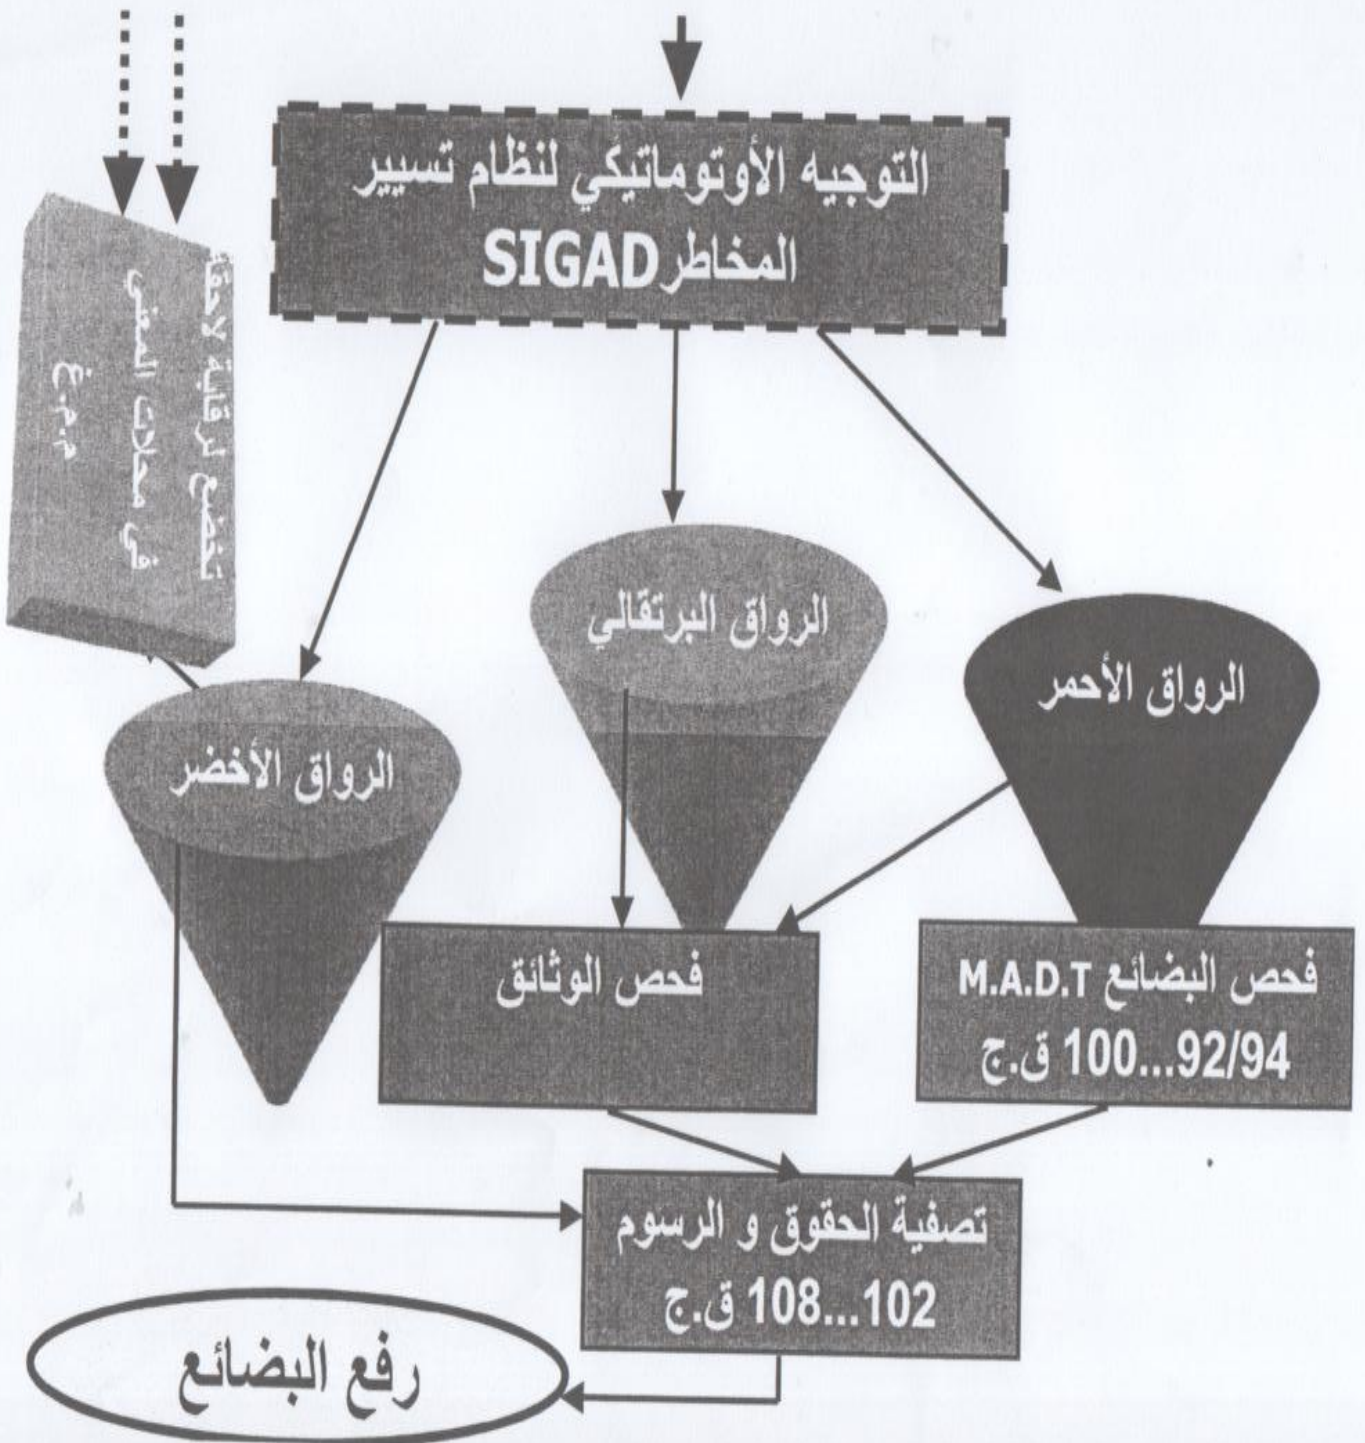 التوجيه الأوتوماتيكي لنظام تسيير
المخاطر SIGAD
تخضع لرقابة لاحقة
في محلات المعني
م.م.غ
الرواق البرتقالي
الرواق الأحمر
الرواق الأخضر
فحص البضائع M.A.D.T
92/94...100 ق.ج
فحص الوثائق
تصفية الحقوق و الرسوم
102...108 ق.ج
رفع البضائع